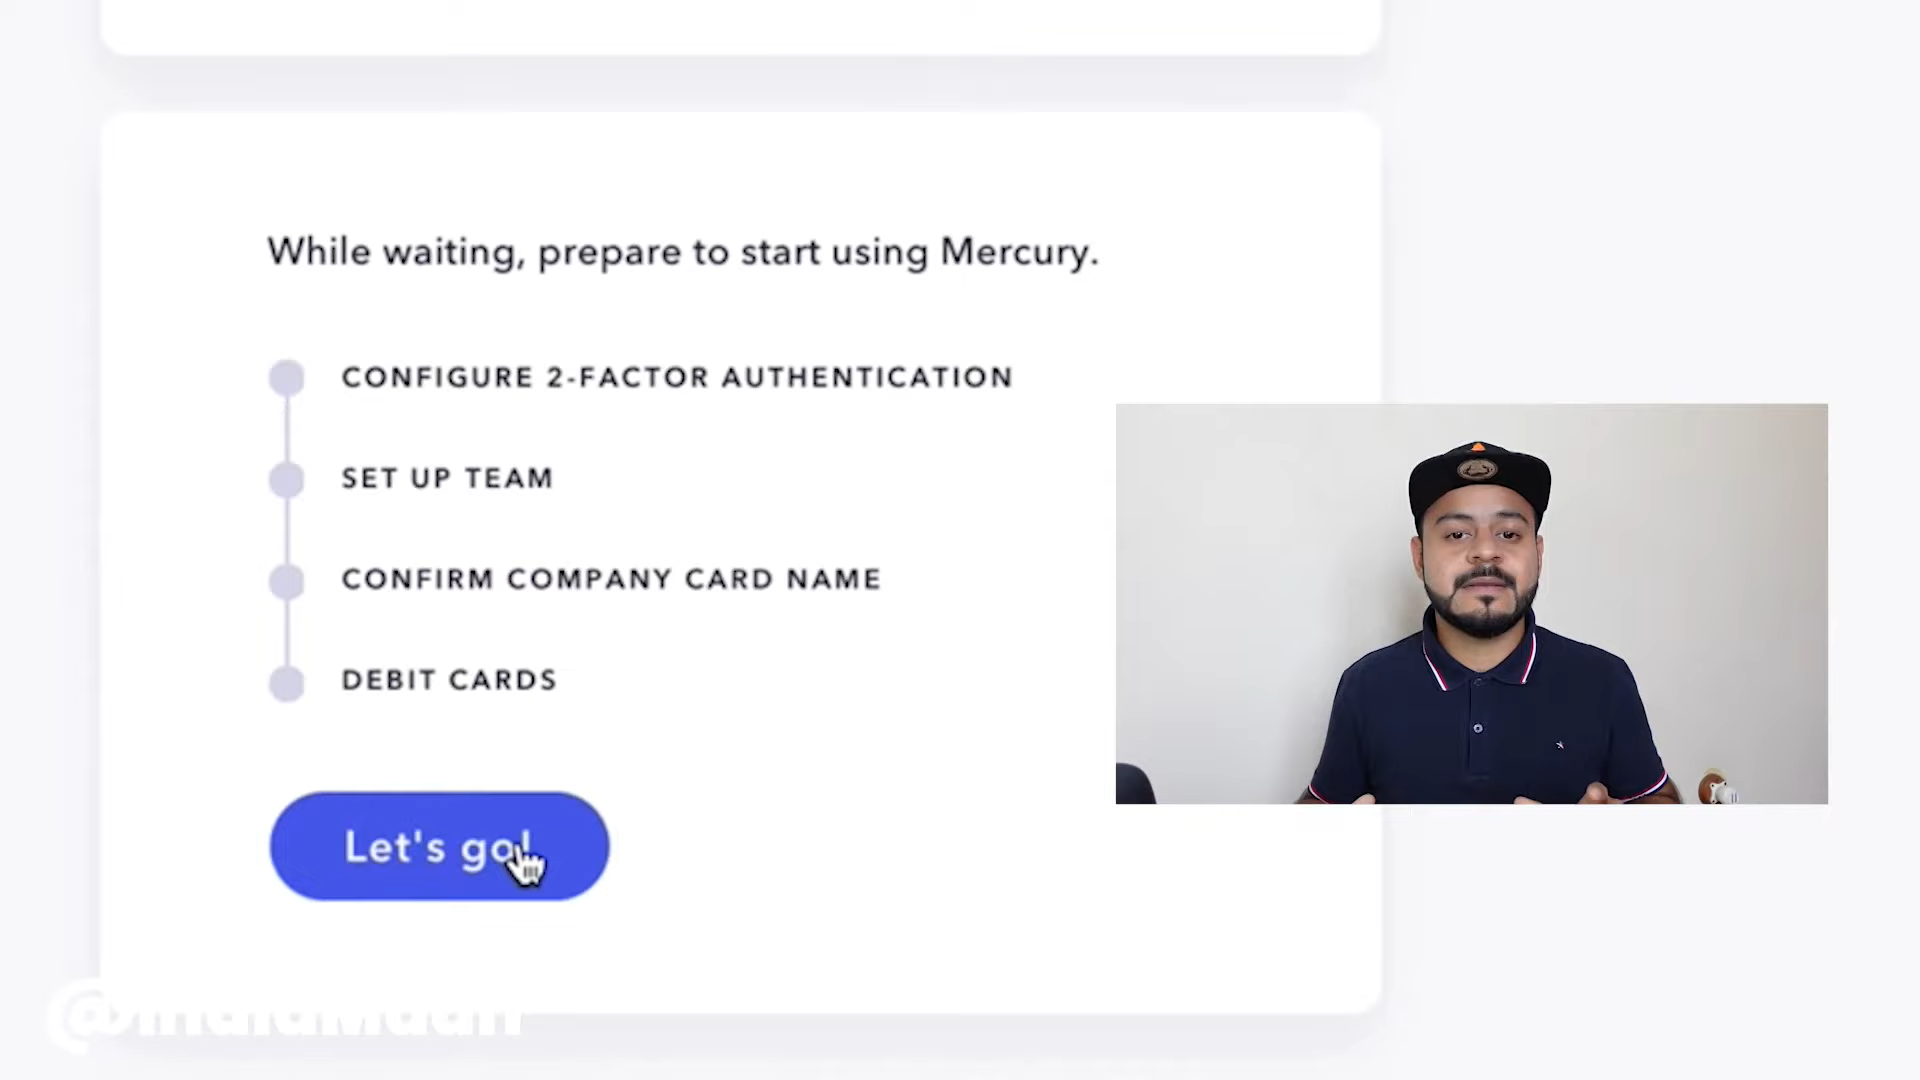 While waiting, prepare to start using Mercury.
CONFIGURE 2-FACTOR AUTHENTICATION
SET UP TEAM
CONFIRM COMPANY CARD NAME
DEBIT CARDS
Let's go!